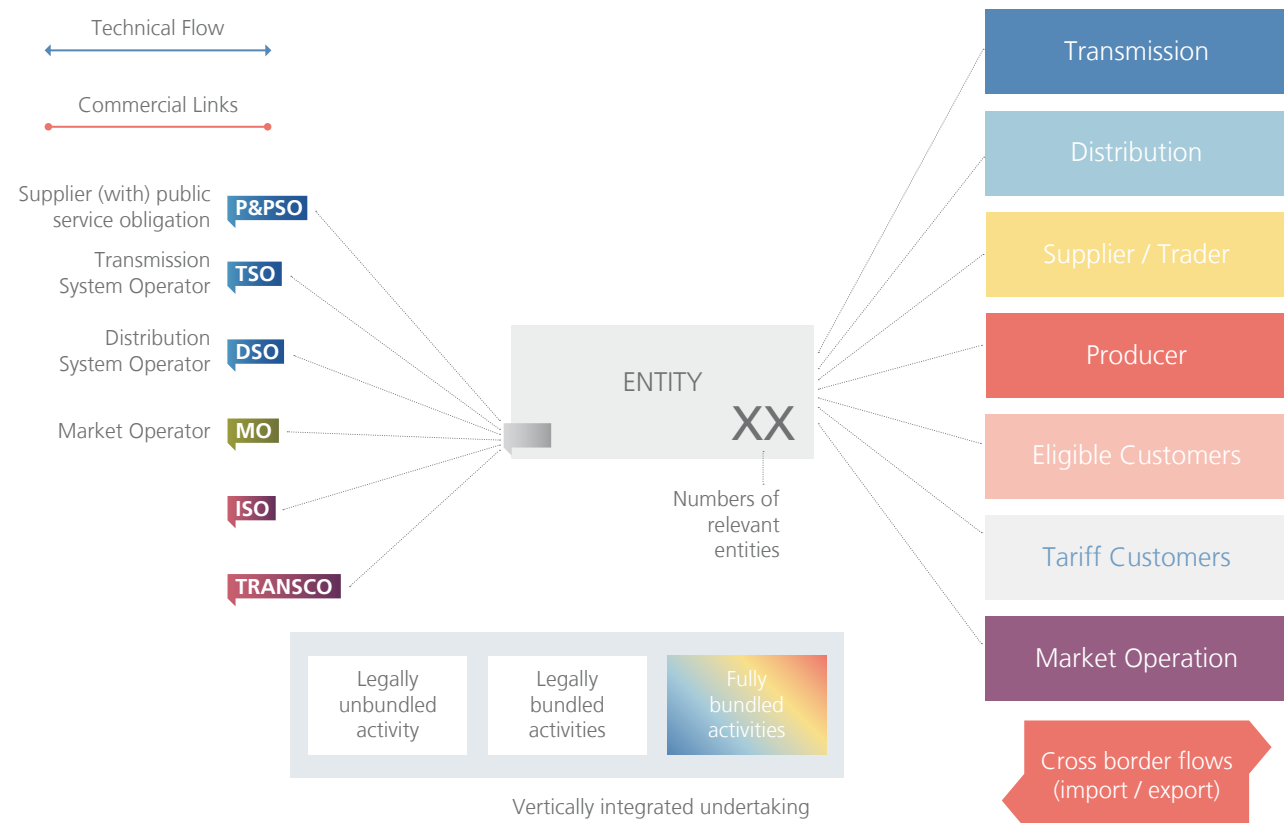 Technical Flow
Commercial Links
Supplier (with) public
service obligation
P&PSO
Transmission
System Operator
TSO
Distribution
System Operator
DSO
Market Operator
MO
ISO
TRANSCO
ENTITY
XX
Numbers of
relevant
entities
Transmission
Distribution
Supplier / Trader
Producer
Eligible Customers
Tariff Customers
Market Operation
Cross border flows
(import / export)
Legally
unbundled
activity
Legally
bundled
activities
Fully
bundled
activities
Vertically integrated undertaking